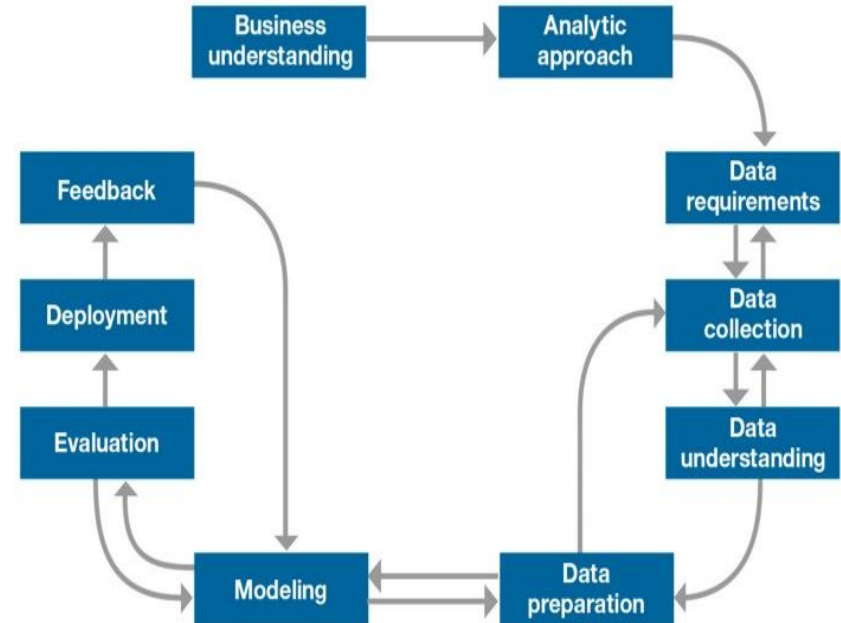 Business
understanding
Analytic
approach
Data
requirements
Data
collection
Data
understanding
Data
preparation
Modeling
Evaluation
Deployment
Feedback